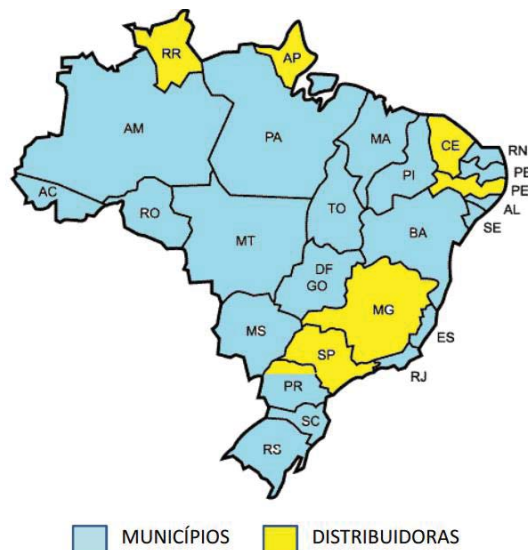 RR
AP
AM
PA
MA
CE
RN
PE
PI
PE
AC
AL
TO
SE
RO
BA
MT
DF
GO
MG
MS
ES
SP
RJ
PR
SC
RS
MUNICÍPIOS
DISTRIBUIDORAS